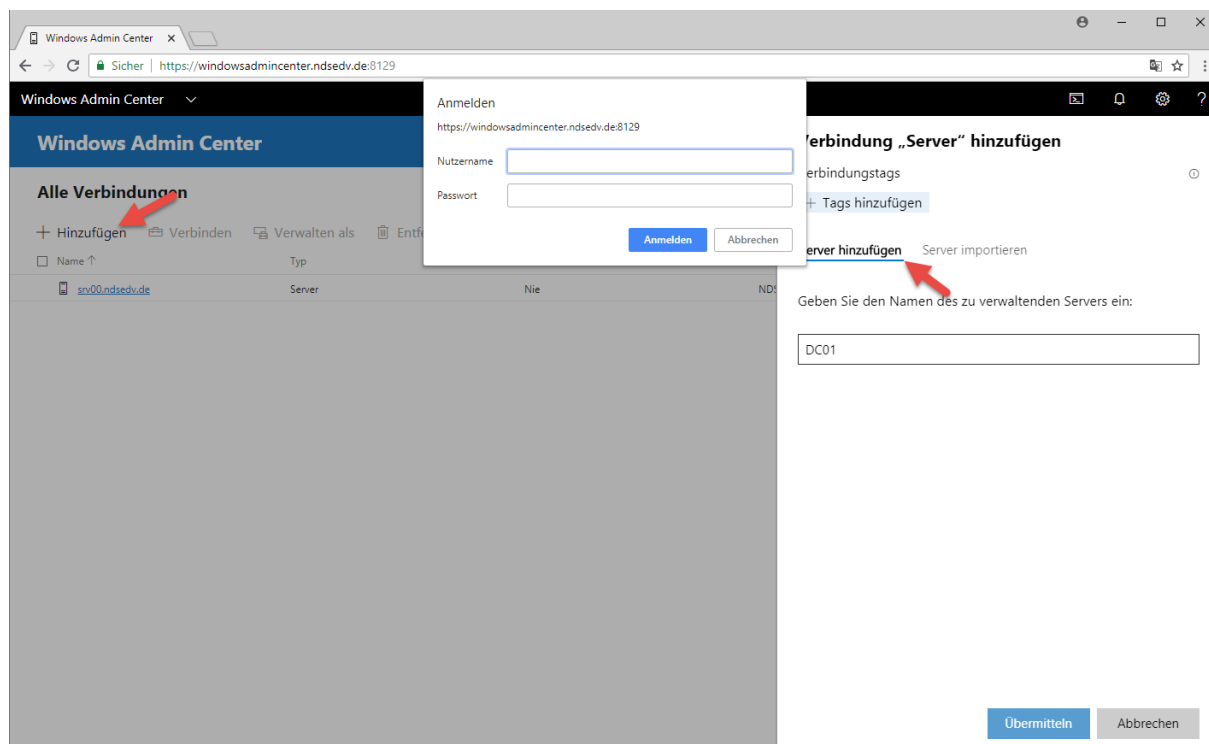 Windows Admin Center
Sicher | https://windowsadmincenter.ndsedv.de:8129
Windows Admin Center
Windows Admin Center
Alle Verbindungen
Hinzufügen Verbinden Verwalten als Entf
Name Typ
srv00.ndsedv.de Server Nie NDS
Anmelden
https://windowsadmincenter.ndsedv.de:8129
Nutzername
Passwort
Anmelden Abbrechen
erbindung „Server“ hinzufügen
erbindungstags
+ Tags hinzufügen
erver hinzufügen Server importieren
Geben Sie den Namen des zu verwaltenden Servers ein:
DC01
Übermitteln Abbrechen